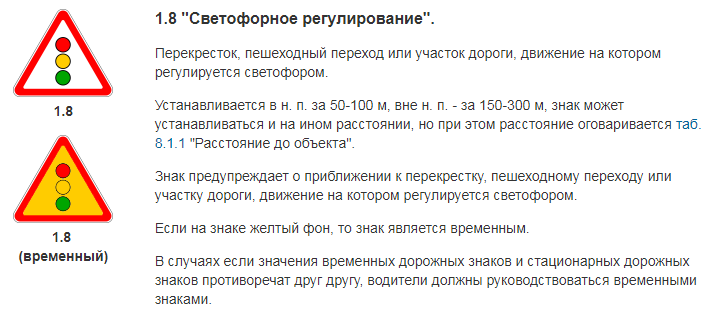 1.8 "Светофорное регулирование".
Перекресток, пешеходный переход или участок дороги, движение на котором
регулируется светофором.
1.8
Устанавливается в н. п. за 50-100 м, вне н. п. - за 150-300 м, знак может
устанавливаться и на ином расстоянии, но при этом расстояние оговаривается таб.
8.1.1 "Расстояние до объекта".
Знак предупреждает о приближении к перекрестку, пешеходному переходу или
участку дороги, движение на котором регулируется светофором.
Если на знаке желтый фон, то знак является временным.
1.8
(временный)
В случаях если значения временных дорожных знаков и стационарных дорожных
знаков противоречат друг другу, водители должны руководствоваться временными
знаками.